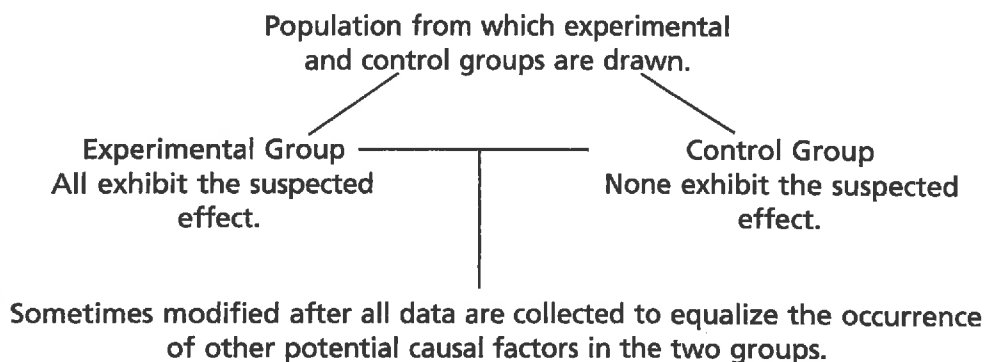 Population from which experimental
and control groups are drawn.
Experimental Group
All exhibit the suspected
effect.
Control Group
None exhibit the suspected
effect.
Sometimes modified after all data are collected to equalize the occurrence
of other potential causal factors in the two groups.